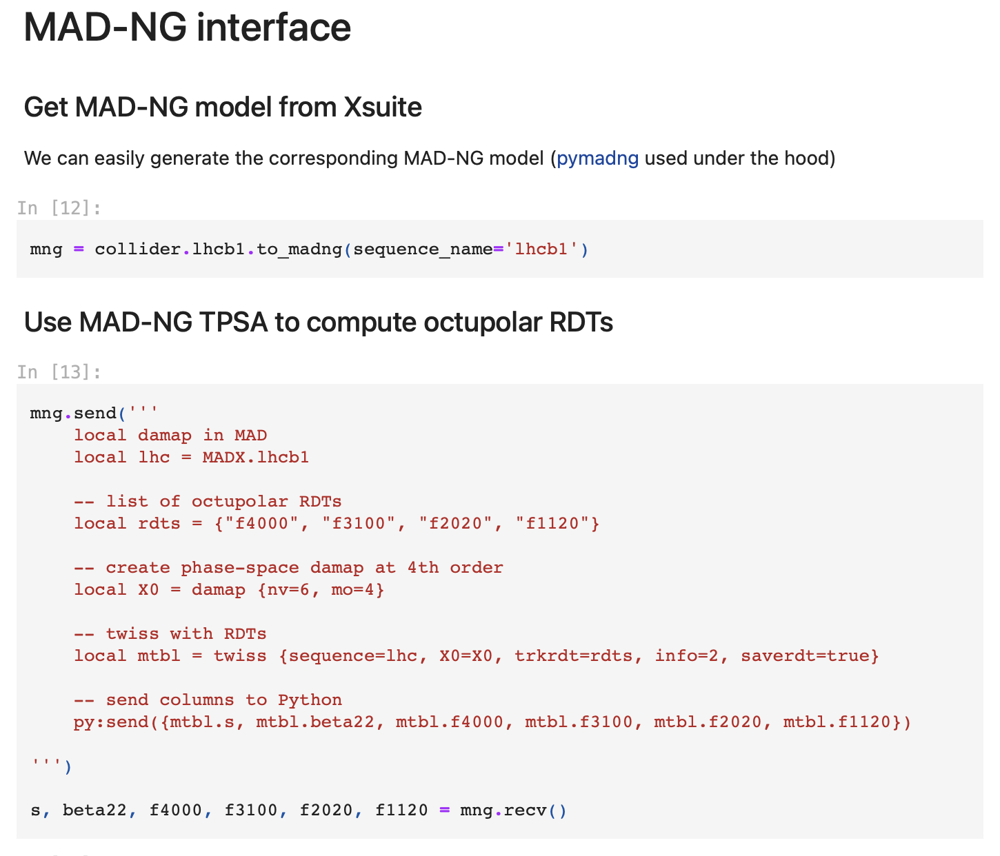 MAD-NG interface
Get MAD-NG model from Xsuite
We can easily generate the corresponding MAD-NG model (pymadng used under the hood)
In [12]:
mng = collider.lhcb1.to_madng(sequence_name='lhcb1')
Use MAD-NG TPSA to compute octupolar RDTs
In [13]:
mng.send('''
    local damap in MAD
    local lhc = MADX.lhcb1
    -- list of octupolar RDTs
    local rdts = {"f4000", "f3100", "f2020", "f1120"}
    -- create phase-space damap at 4th order
    local X0 = damap {nv=6, mo=4}
    -- twiss with RDTs
    local mtbl = twiss {sequence=lhc, X0=X0, trkrdt=rdts, info=2, saverdt=true}
    -- send columns to Python
    py:send({mtbl.s, mtbl.beta22, mtbl.f4000, mtbl.f3100, mtbl.f2020, mtbl.f1120})
''')
s, beta22, f4000, f3100, f2020, f1120 = mng.recv()